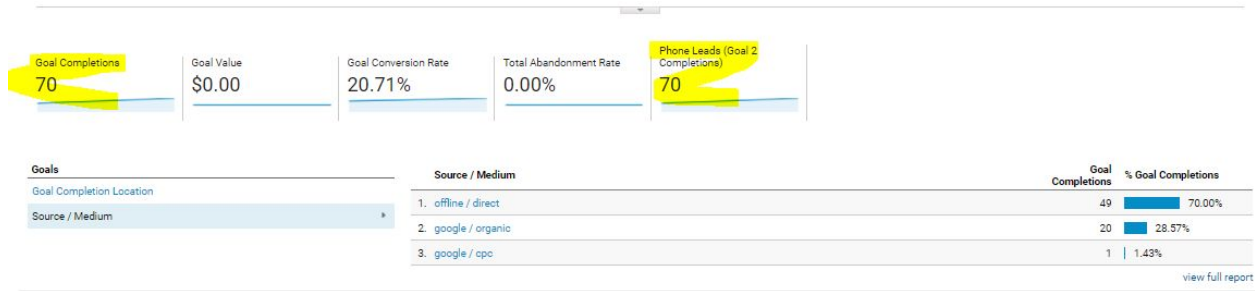 Goal Completions
70
Goal Value
$0.00
Goal Conversion Rate
20.71%
Total Abandonment Rate
0.00%
Phone Leads (Goal 2
Completions)
70
Goals
Goal Completion Location
Source / Medium
Source / Medium
Goal
Completions
% Goal Completions
1. offline / direct 49 70.00%
2. google / organic 20 28.57%
3. google / cpc 1 1.43%
view full report